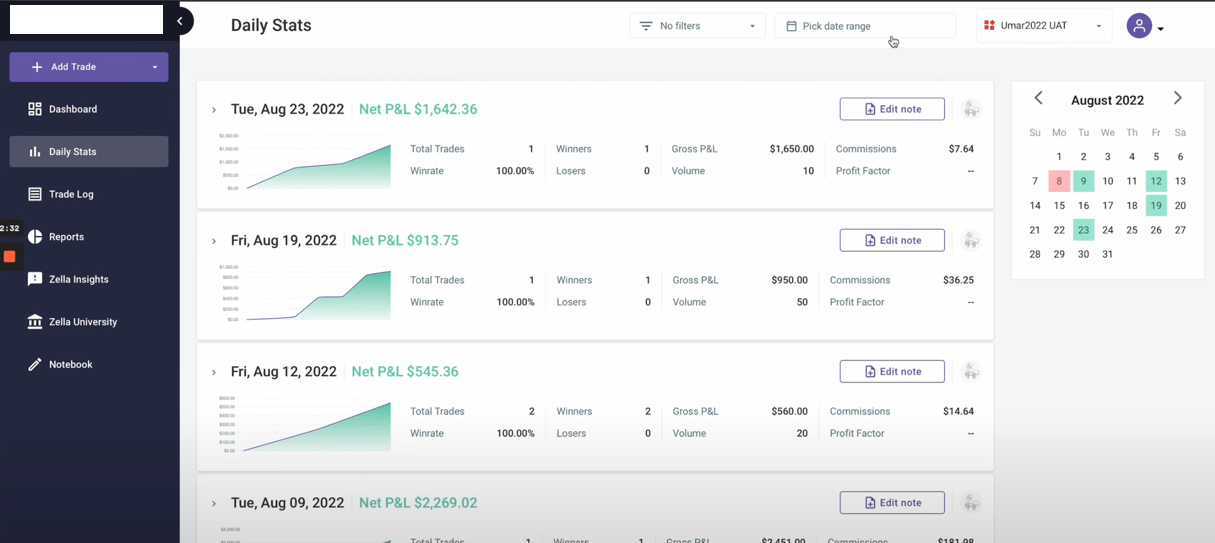 Daily Stats
No filters
Pick date range
Umar2022 UAT
Add Trade
Dashboard
Daily Stats
Trade Log
2:32
Reports
Zella Insights
Zella University
Notebook
Tue, Aug 23, 2022 Net P&L $1,642.36 Edit note
$2,000.00
$1,500.00
$1,000.00
$500.00
$0.00
Total Trades 1 Winners 1 Gross P&L $1,650.00 Commissions $7.64
Winrate 100.00% Losers 0 Volume 10 Profit Factor --
Fri, Aug 19, 2022 Net P&L $913.75 Edit note
$1,000.00
$800.00
$600.00
$400.00
$200.00
$0.00
Total Trades 1 Winners 1 Gross P&L $950.00 Commissions $36.25
Winrate 100.00% Losers 0 Volume 50 Profit Factor --
Fri, Aug 12, 2022 Net P&L $545.36 Edit note
$600.00
$500.00
$400.00
$300.00
$200.00
$100.00
$0.00
Total Trades 2 Winners 2 Gross P&L $560.00 Commissions $14.64
Winrate 100.00% Losers 0 Volume 20 Profit Factor --
Tue, Aug 09, 2022 Net P&L $2,269.02 Edit note
Total Trades 1 Winners 1 Gross P&L $2,451.00 Commissions $181.98
August 2022
Su Mo Tu We Th Fr Sa
1 2 3 4 5 6
7 8 9 10 11 12 13
14 15 16 17 18 19 20
21 22 23 24 25 26 27
28 29 30 31